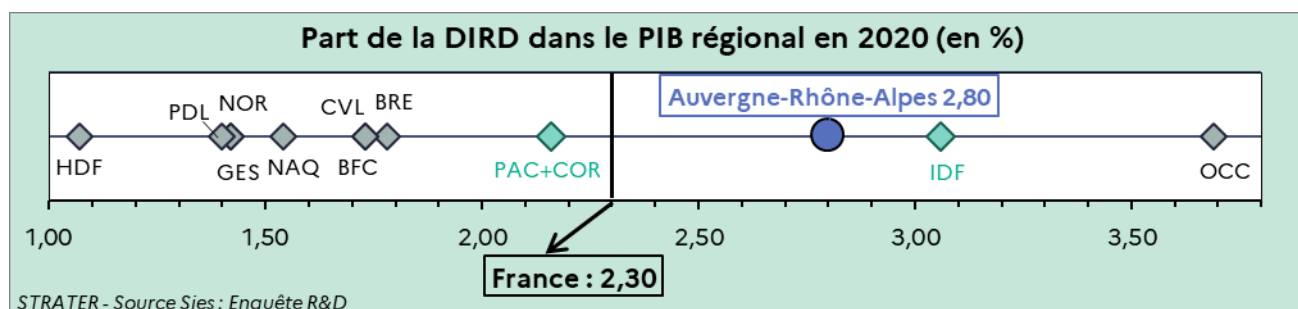 Part de la DIRD dans le PIB régional en 2020 (en %)
Auvergne-Rhône-Alpes 2,80
PDL NOR CVL BRE
HDF GES NAQ BFC PAC+COR IDF OCC
1,00 1,50 2,00 2,50 3,00 3,50
France : 2,30
STRATER - Source Sies : Enquête R&D